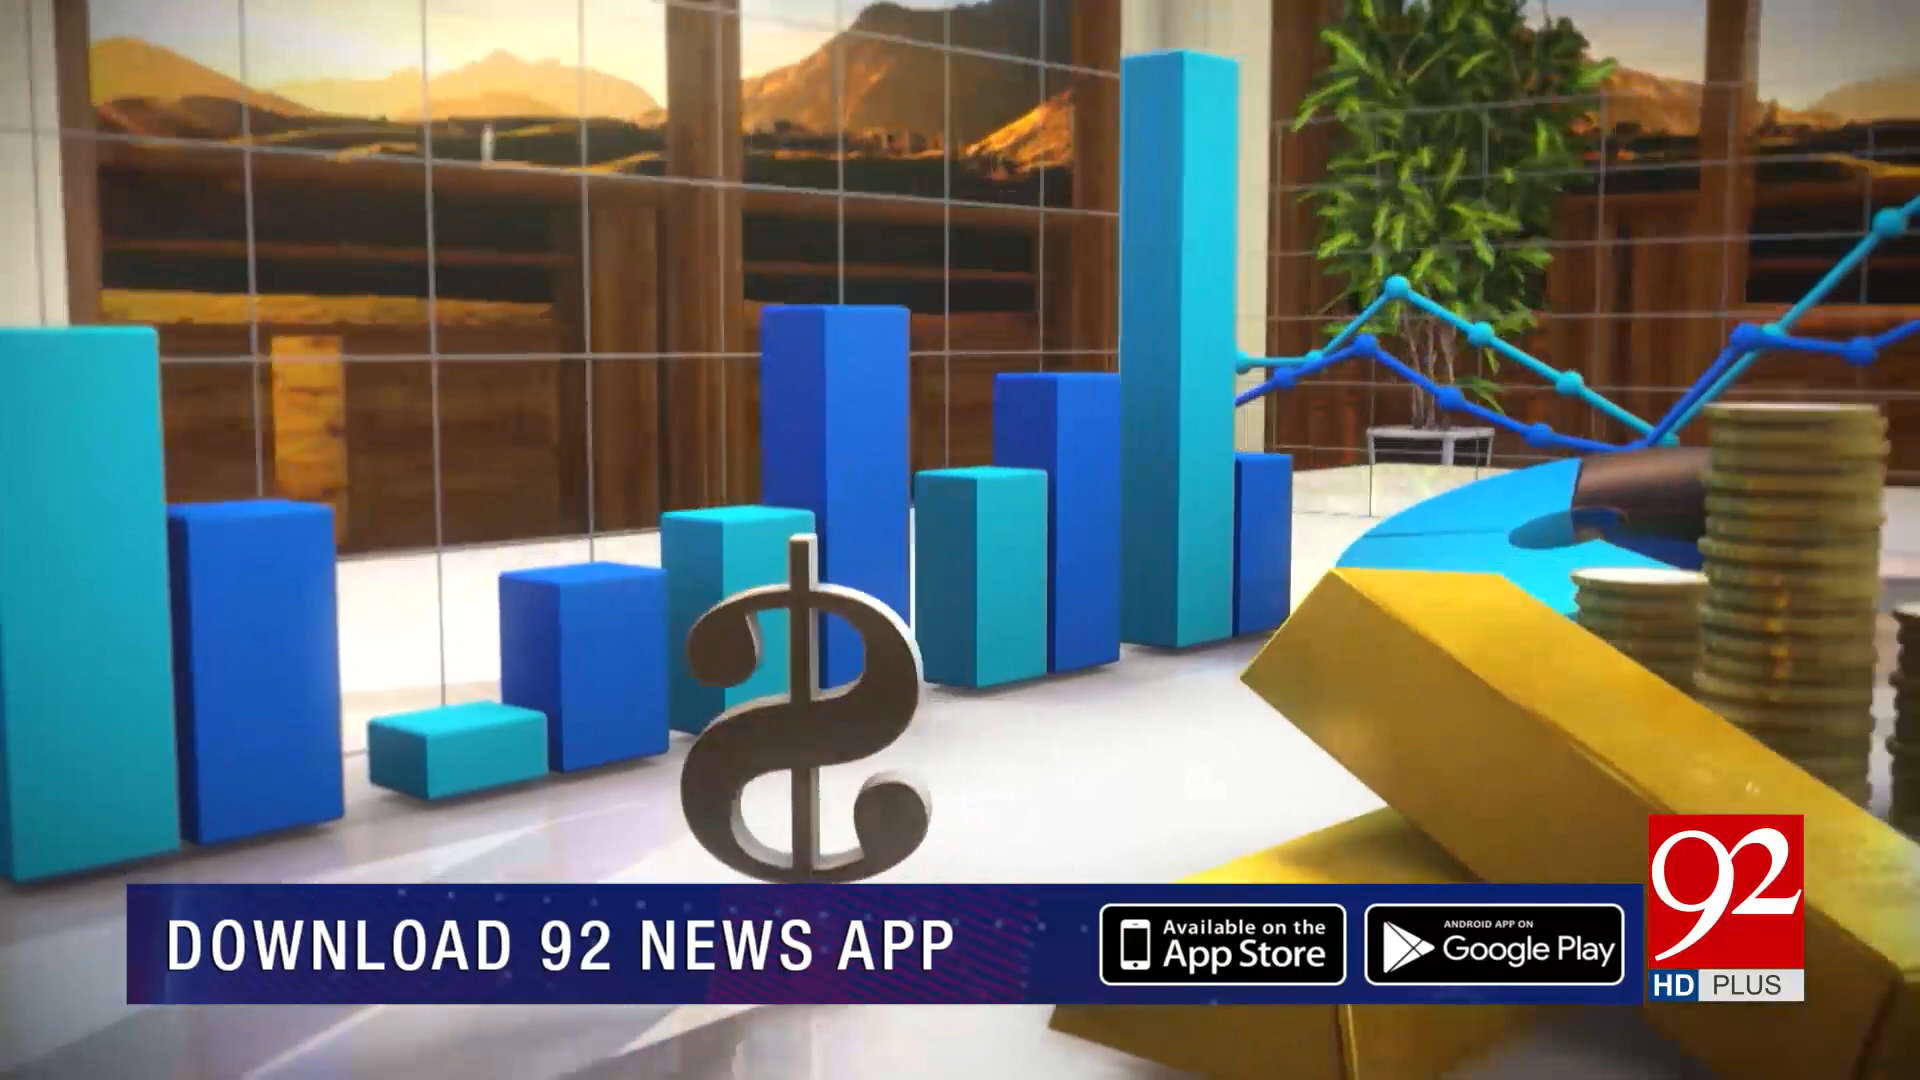 DOWNLOAD 92 NEWS APP
Available on the
App Store
ANDROID APP ON
Google Play
92
HD PLUS